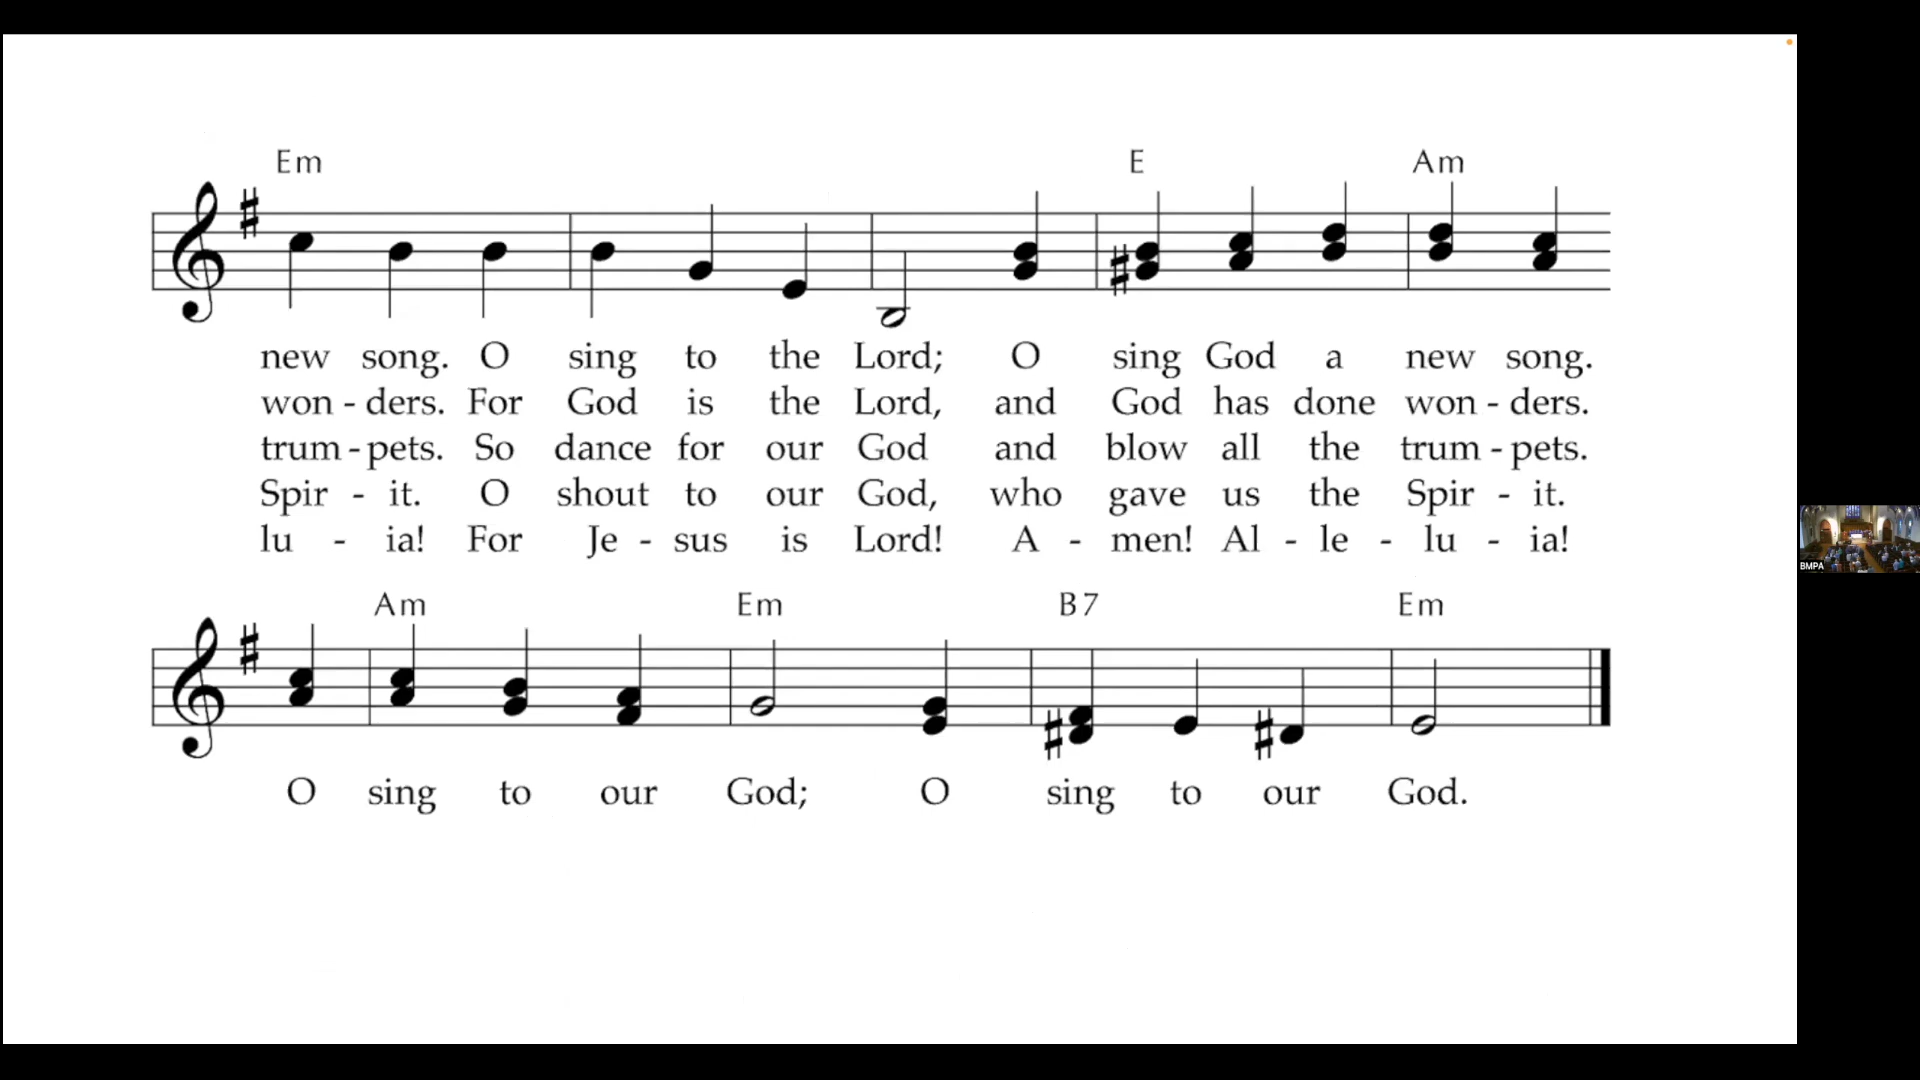 Em E Am
new song. O sing to the Lord; O sing God a new song.
won - ders. For God is the Lord, and God has done won - ders.
trum - pets. So dance for our God and blow all the trum - pets.
Spir - it. O shout to our God, who gave us the Spir - it.
lu - ia! For Je - sus is Lord! A - men! Al - le - lu - ia!
Am Em B7 Em
O sing to our God; O sing to our God.
BMPA